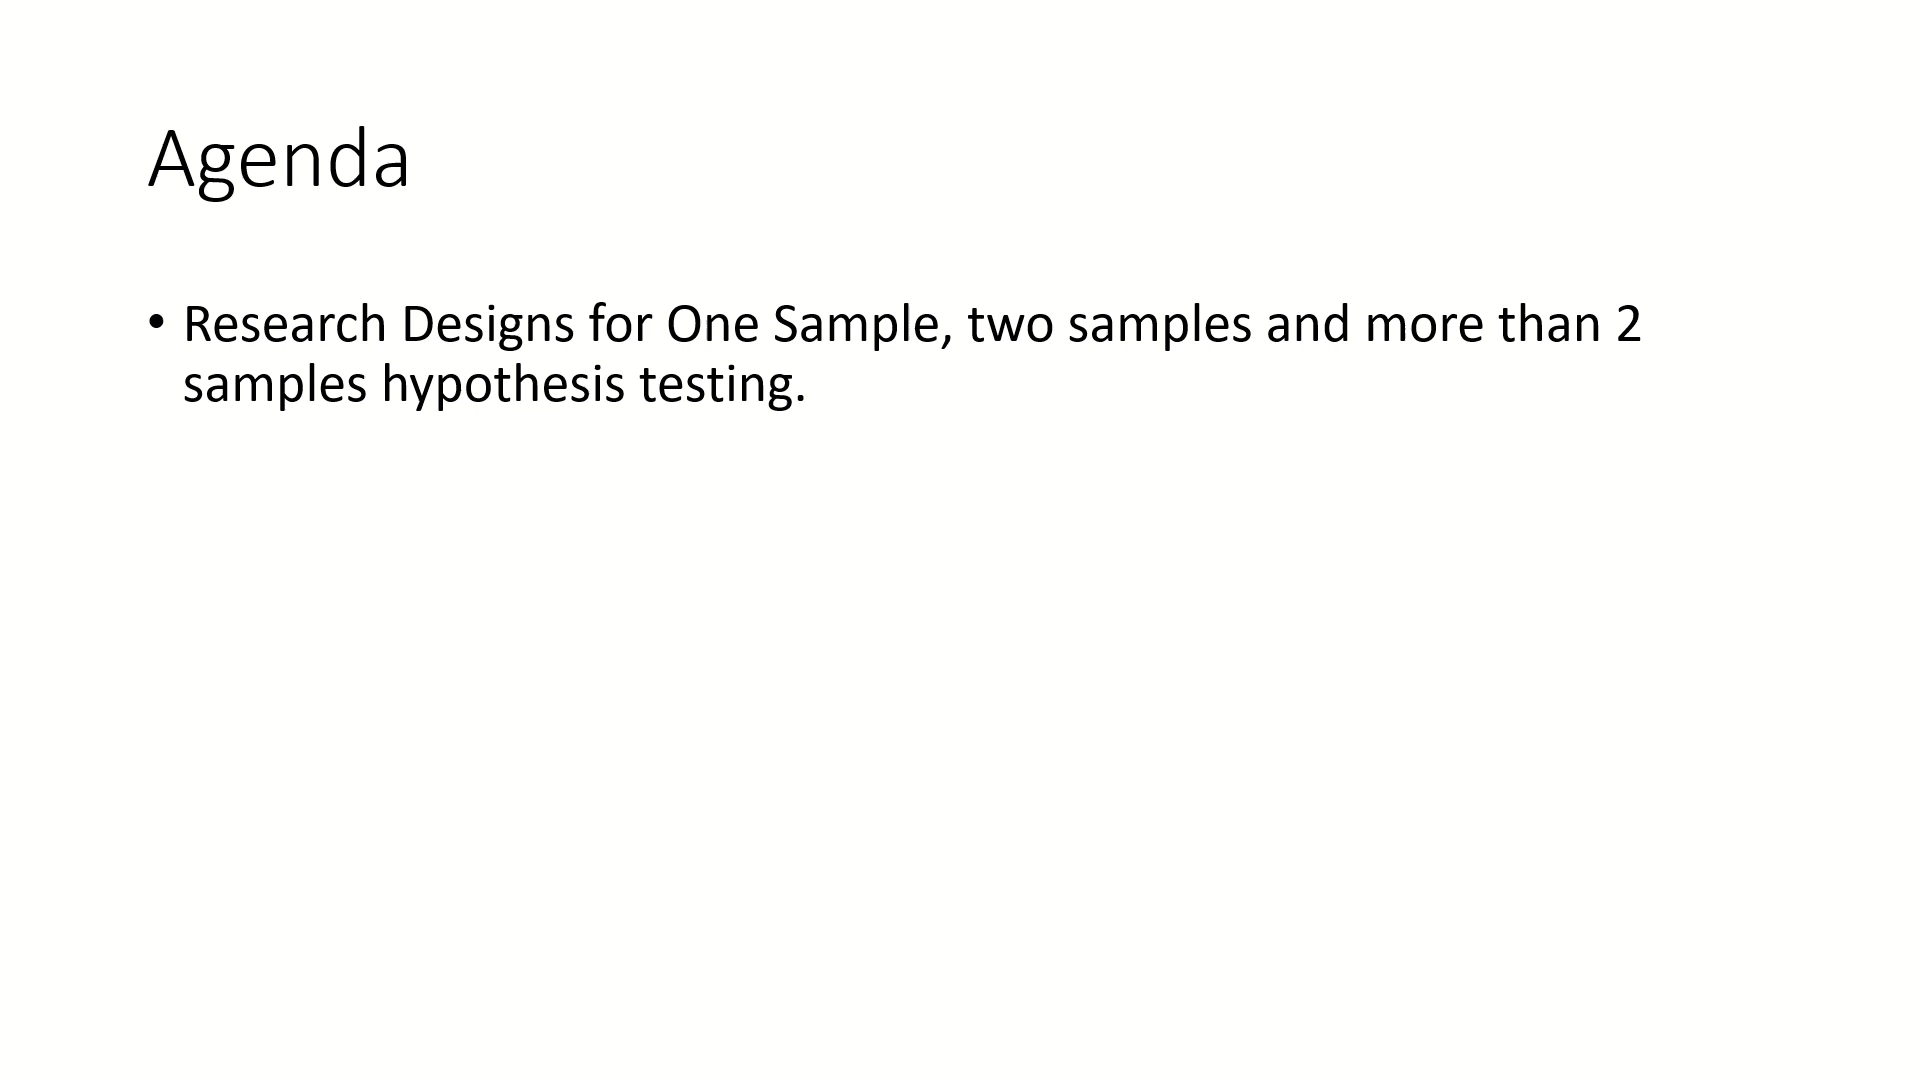 Agenda
• Research Designs for One Sample, two samples and more than 2
samples hypothesis testing.